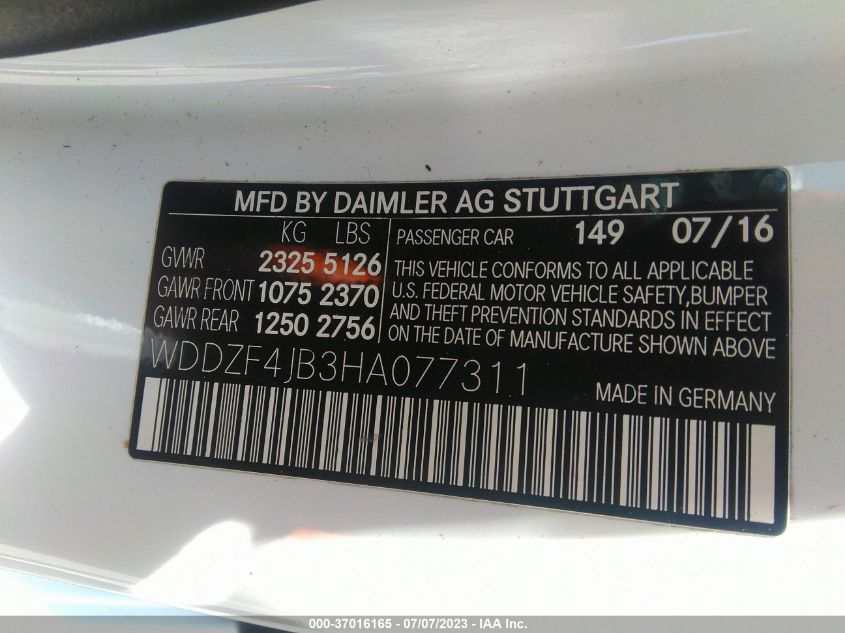 MFD BY DAIMLER AG STUTTGART
KG LBS
GVWR 2325 5126
GAWR FRONT 1075 2370
GAWR REAR 1250 2756
PASSENGER CAR 149 07/16
THIS VEHICLE CONFORMS TO ALL APPLICABLE
U.S. FEDERAL MOTOR VEHICLE SAFETY,BUMPER
AND THEFT PREVENTION STANDARDS IN EFFECT
ON THE DATE OF MANUFACTURE SHOWN ABOVE
WDDZF4JB3HA077311
MADE IN GERMANY
000-37016165 - 07/07/2023 - IAA Inc.